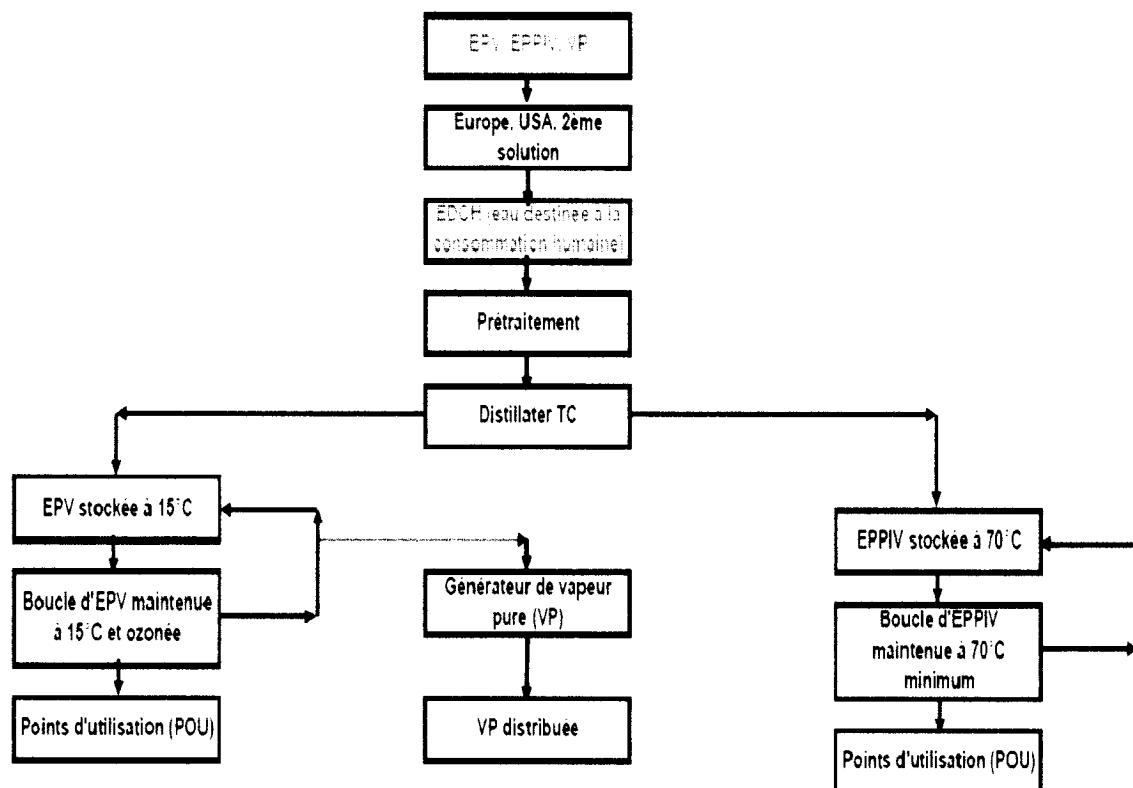 EPV, EPPIV, VP
Europe, USA, 2ème
solution
EDCH (eau destinée à la
consommation humaine)
Prétraitement
Distillater TC
EPV stockée à 15°C
Boucle d'EPV maintenue
à 15°C et ozonée
Points d'utilisation (POU)
Générateur de vapeur
pure (VP)
VP distribuée
EPPIV stockée à 70°C
Boucle d'EPPIV
maintenue à 70°C
minimum
Points d'utilisation (POU)